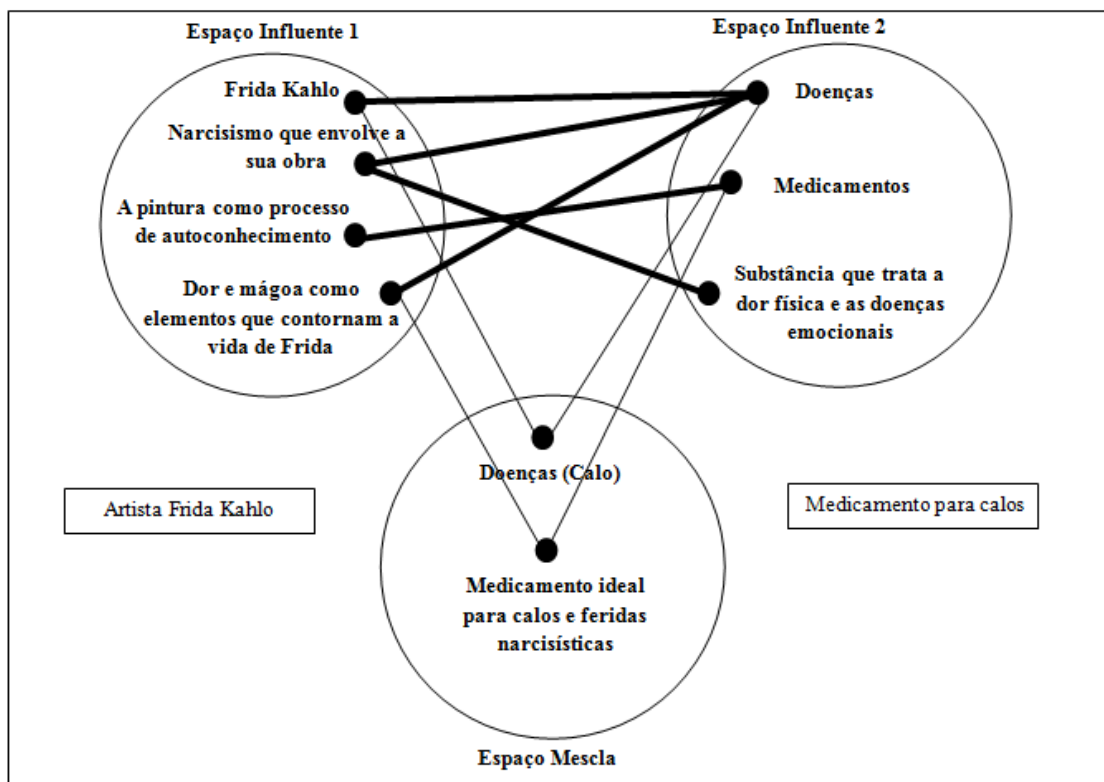 Espaço Influente 1
Espaço Influente 2
Frida Kahlo
Narcisismo que envolve a
sua obra
A pintura como processo
de autoconhecimento
Dor e mágoa como
elementos que contornam a
vida de Frida
Doenças
Medicamentos
Substância que trata a
dor física e as doenças
emocionais
Doenças (Calo)
Artista Frida Kahlo
Medicamento para calos
Medicamento ideal
para calos e feridas
narcisísticas
Espaço Mescla